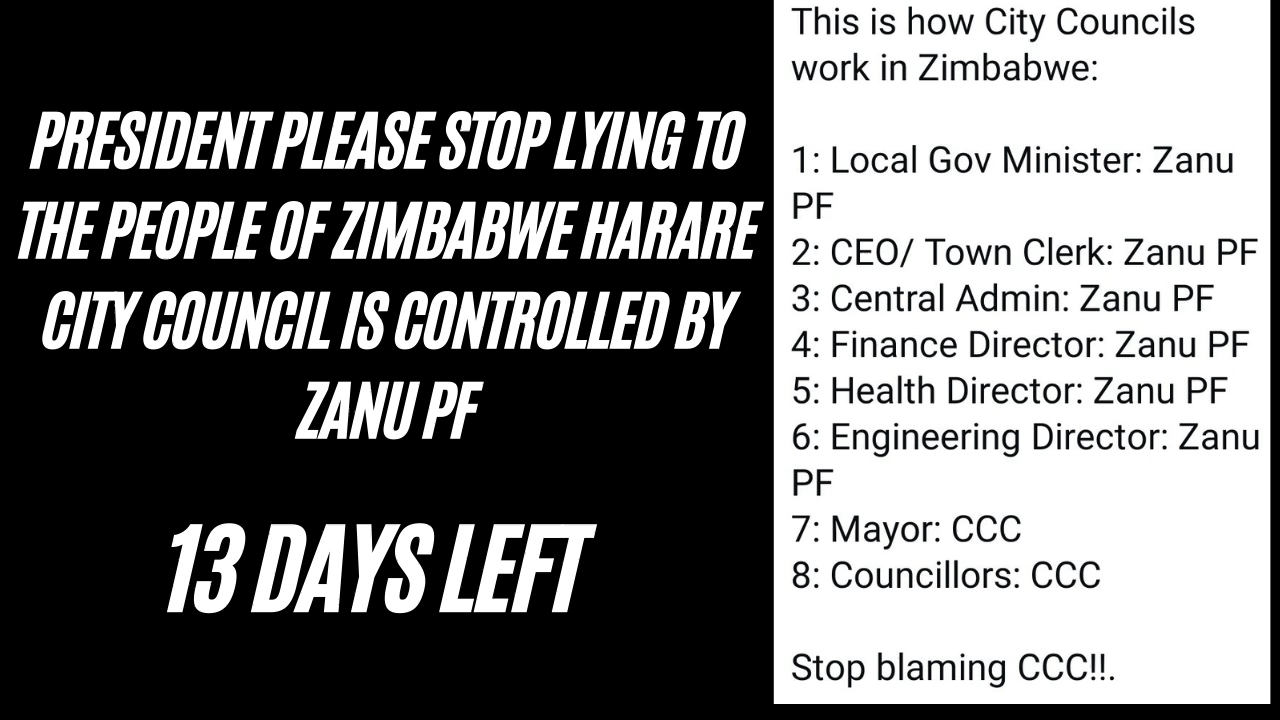 PRESIDENT PLEASE STOP LYING TO
THE PEOPLE OF ZIMBABWE HARARE
CITY COUNCIL IS CONTROLLED BY
ZANU PF
13 DAYS LEFT
This is how City Councils
work in Zimbabwe:
1: Local Gov Minister: Zanu
PF
2: CEO/ Town Clerk: Zanu PF
3: Central Admin: Zanu PF
4: Finance Director: Zanu PF
5: Health Director: Zanu PF
6: Engineering Director: Zanu
PF
7: Mayor: CCC
8: Councillors: CCC
Stop blaming CCC!!.